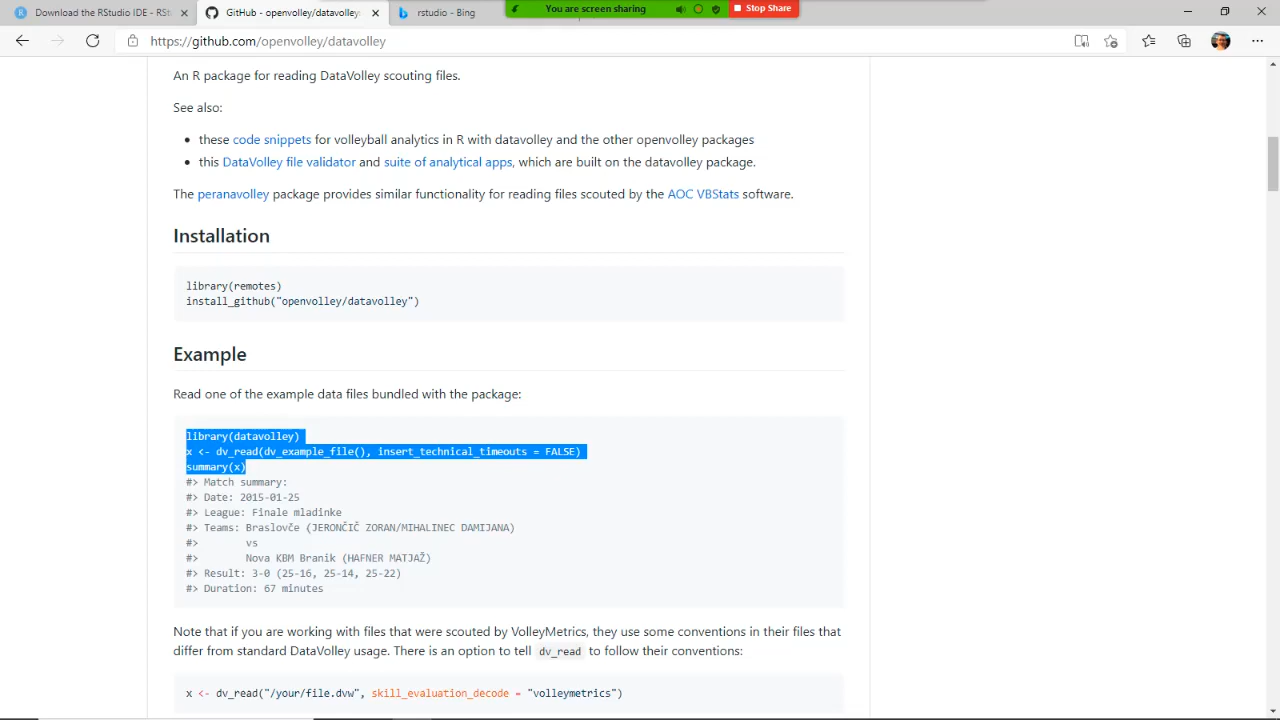 Download the RStudio IDE - RSt
GitHub - openvolley/datavolley:
rstudio - Bing
You are screen sharing
Stop Share
https://github.com/openvolley/datavolley
An R package for reading DataVolley scouting files.
See also:
these code snippets for volleyball analytics in R with datavolley and the other openvolley packages
this DataVolley file validator and suite of analytical apps, which are built on the datavolley package.
The peranavolley package provides similar functionality for reading files scouted by the AOC VBStats software.
Installation
library(remotes)
install_github("openvolley/datavolley")
Example
Read one of the example data files bundled with the package:
library(datavolley)
x <- dv_read(dv_example_file(), insert_technical_timeouts = FALSE)
summary(x)
#> Match summary:
#> Date: 2015-01-25
#> League: Finale mladinke
#> Teams: Braslovče (JERONČIČ ZORAN/MIHALINEC DAMIJANA)
#> vs
#> Nova KBM Branik (HAFNER MATJAŽ)
#> Result: 3-0 (25-16, 25-14, 25-22)
#> Duration: 67 minutes
Note that if you are working with files that were scouted by VolleyMetrics, they use some conventions in their files that
differ from standard DataVolley usage. There is an option to tell dv_read to follow their conventions:
x <- dv_read("/your/file.dvw", skill_evaluation_decode = "volleymetrics")